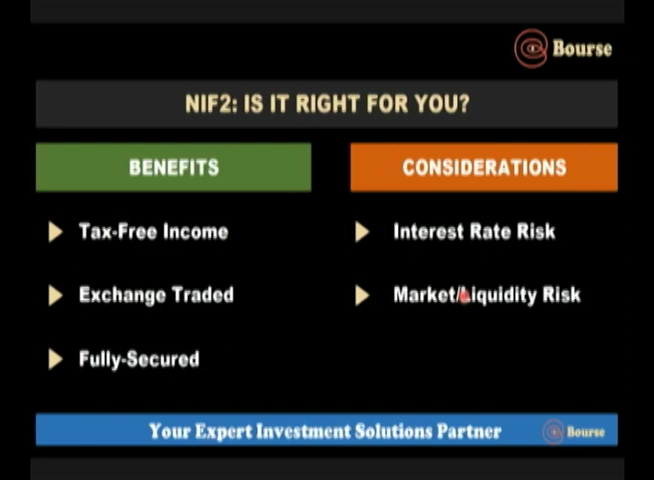 Bourse
NIF2: IS IT RIGHT FOR YOU?
BENEFITS
Tax-Free Income
Exchange Traded
Fully-Secured
CONSIDERATIONS
Interest Rate Risk
Market/Liquidity Risk
Your Expert Investment Solutions Partner
Bourse